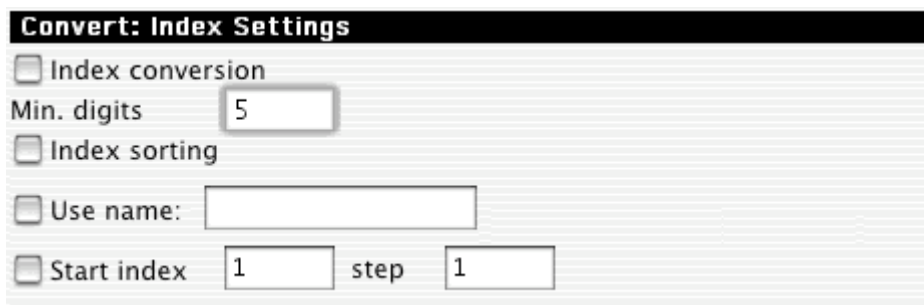 Convert: Index Settings
Index conversion
Min. digits 5
Index sorting
Use name:
Start index 1 step 1